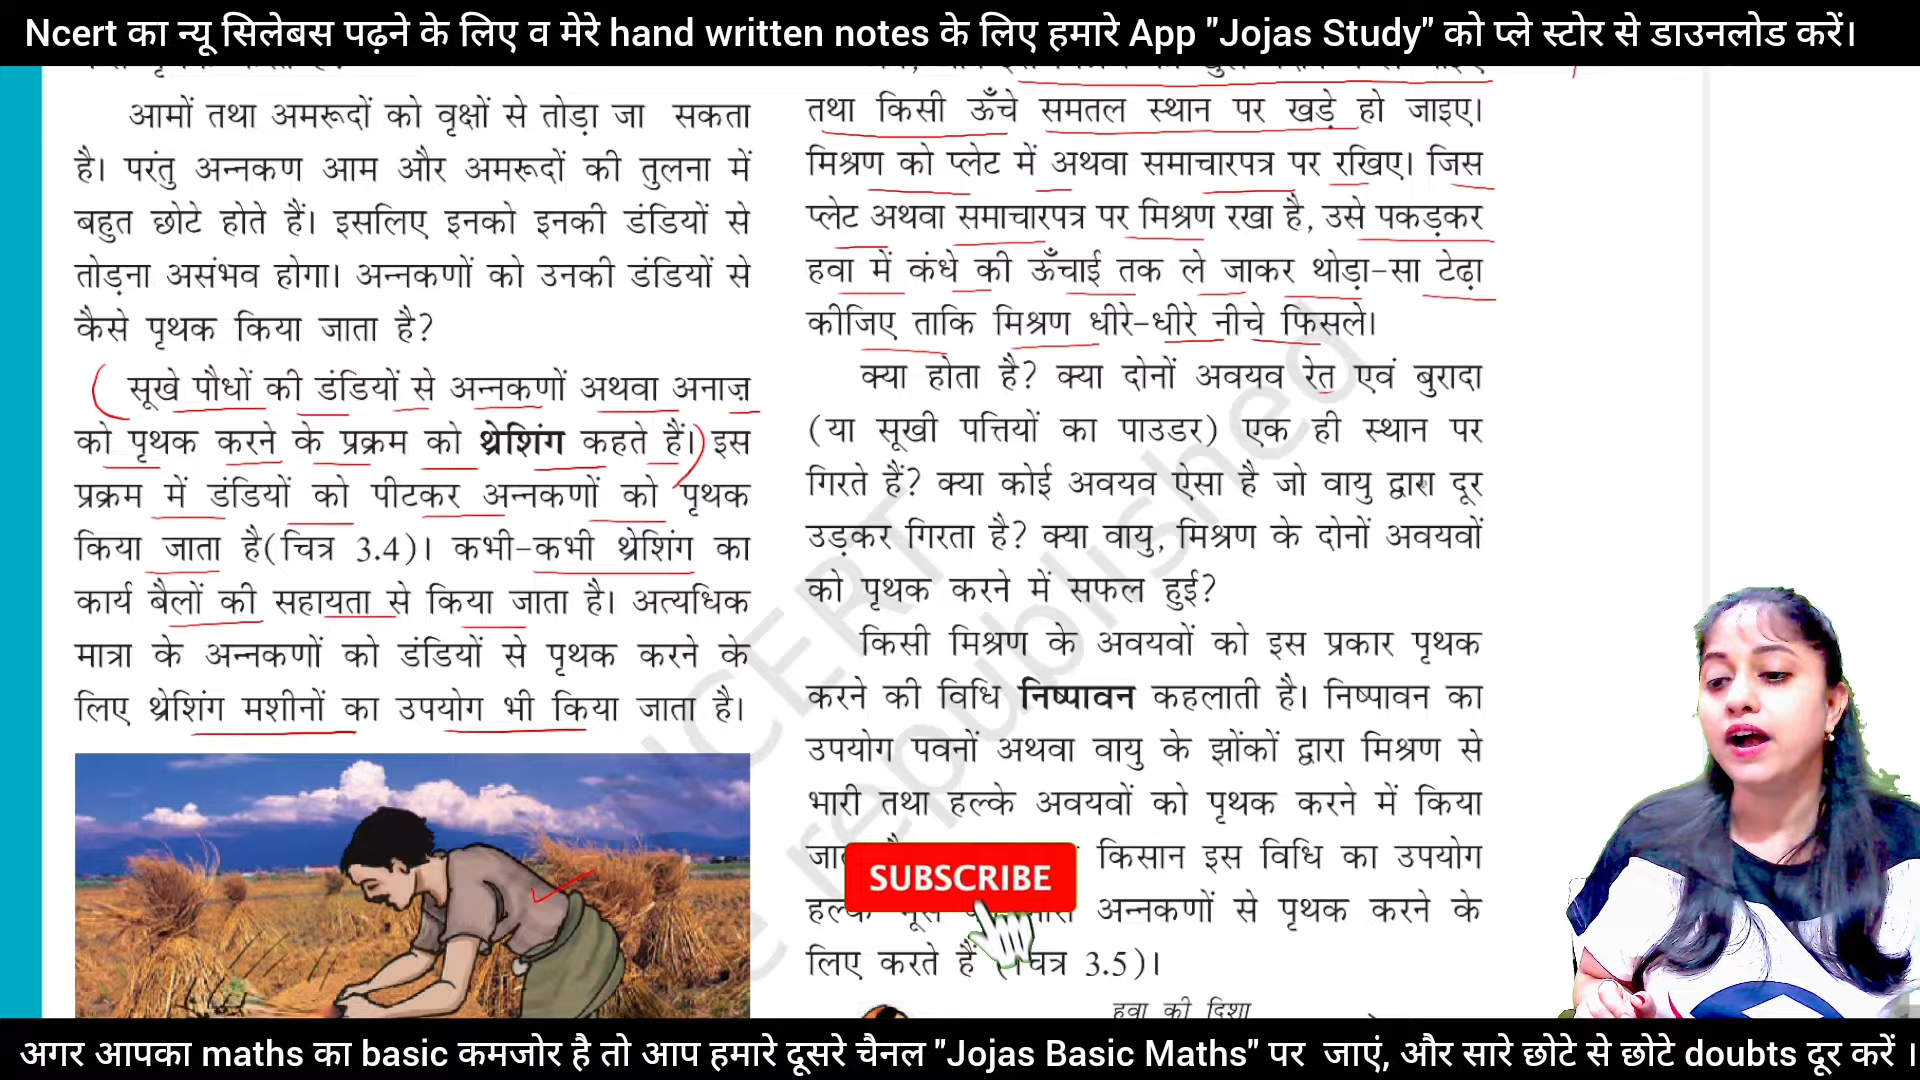 Ncert का न्यू सिलेबस पढ़ने के लिए व मेरे hand written notes के लिए हमारे App "Jojas Study" को प्ले स्टोर से डाउनलोड करें।
आमों तथा अमरूदों को वृक्षों से तोड़ा जा सकता
है। परंतु अन्नकण आम और अमरूदों की तुलना में
बहुत छोटे होते हैं। इसलिए इनको इनकी डंडियों से
तोड़ना असंभव होगा। अन्नकणों को उनकी डंडियों से
कैसे पृथक किया जाता है?
सूखे पौधों की डंडियों से अन्नकणों अथवा अनाज़
को पृथक करने के प्रक्रम को थ्रेशिंग कहते हैं। इस
प्रक्रम में डंडियों को पीटकर अन्नकणों को पृथक
किया जाता है(चित्र 3.4)। कभी-कभी थ्रेशिंग का
कार्य बैलों की सहायता से किया जाता है। अत्यधिक
मात्रा के अन्नकणों को डंडियों से पृथक करने के
लिए थ्रेशिंग मशीनों का उपयोग भी किया जाता है।
तथा किसी ऊँचे समतल स्थान पर खड़े हो जाइए।
मिश्रण को प्लेट में अथवा समाचारपत्र पर रखिए। जिस
प्लेट अथवा समाचारपत्र पर मिश्रण रखा है, उसे पकड़कर
हवा में कंधे की ऊँचाई तक ले जाकर थोड़ा-सा टेढ़ा
कीजिए ताकि मिश्रण धीरे-धीरे नीचे फिसले।
क्या होता है? क्या दोनों अवयव रेत एवं बुरादा
(या सूखी पत्तियों का पाउडर) एक ही स्थान पर
गिरते हैं? क्या कोई अवयव ऐसा है जो वायु द्वारा दूर
उड़कर गिरता है? क्या वायु, मिश्रण के दोनों अवयवों
को पृथक करने में सफल हुई?
किसी मिश्रण के अवयवों को इस प्रकार पृथक
करने की विधि निष्पावन कहलाती है। निष्पावन का
उपयोग पवनों अथवा वायु के झोंकों द्वारा मिश्रण से
भारी तथा हल्के अवयवों को पृथक करने में किया
किसान इस विधि का उपयोग
अन्नकणों से पृथक करने के
लिए करते हैं (चित्र 3.5)।
SUBSCRIBE
हवा की दिशा
NCERT
republished
अगर आपका maths का basic कमजोर है तो आप हमारे दूसरे चैनल "Jojas Basic Maths" पर जाएं, और सारे छोटे से छोटे doubts दूर करें ।